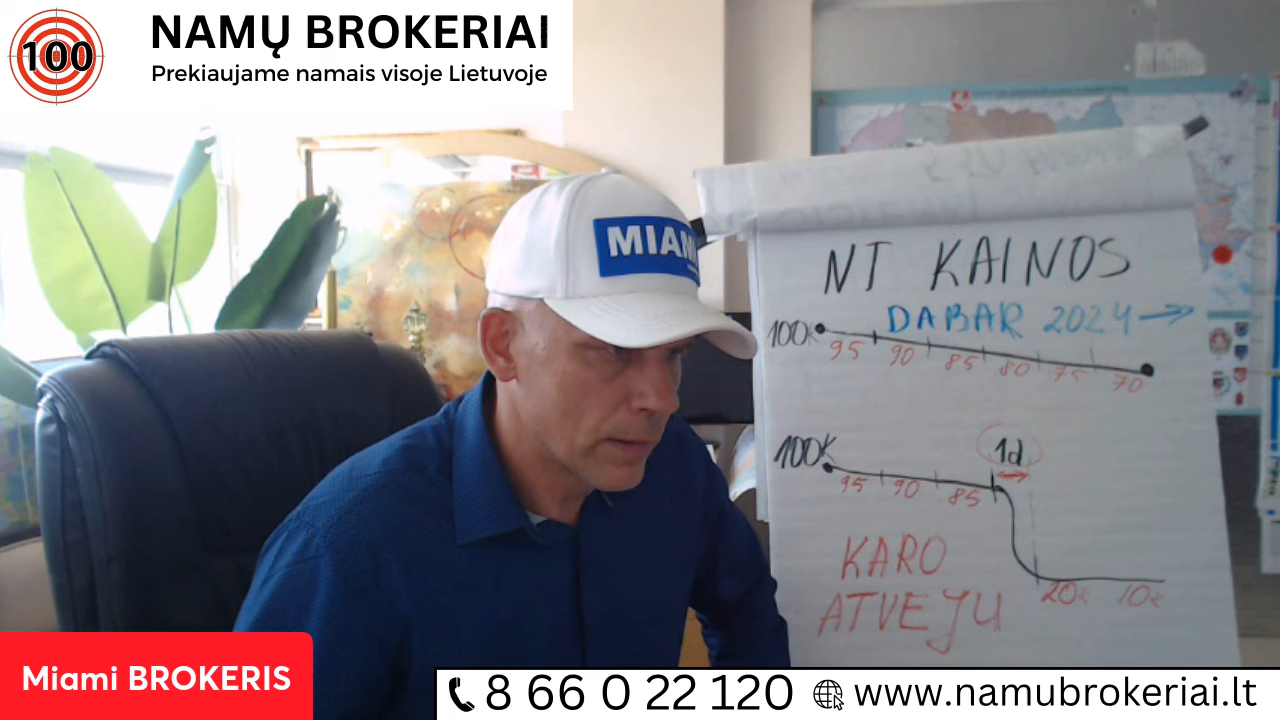 100
NAMŲ BROKERIAI
Prekiaujame namais visoje Lietuvoje
MIAM
NT KAINOS
DABAR 2024 →
100K
95 90 85 80 75 70
100K
1d
95 90 85
20K 10K
KARO
ATVEJU
Miami BROKERIS
8 66 0 22 120
www.namubrokeriai.lt